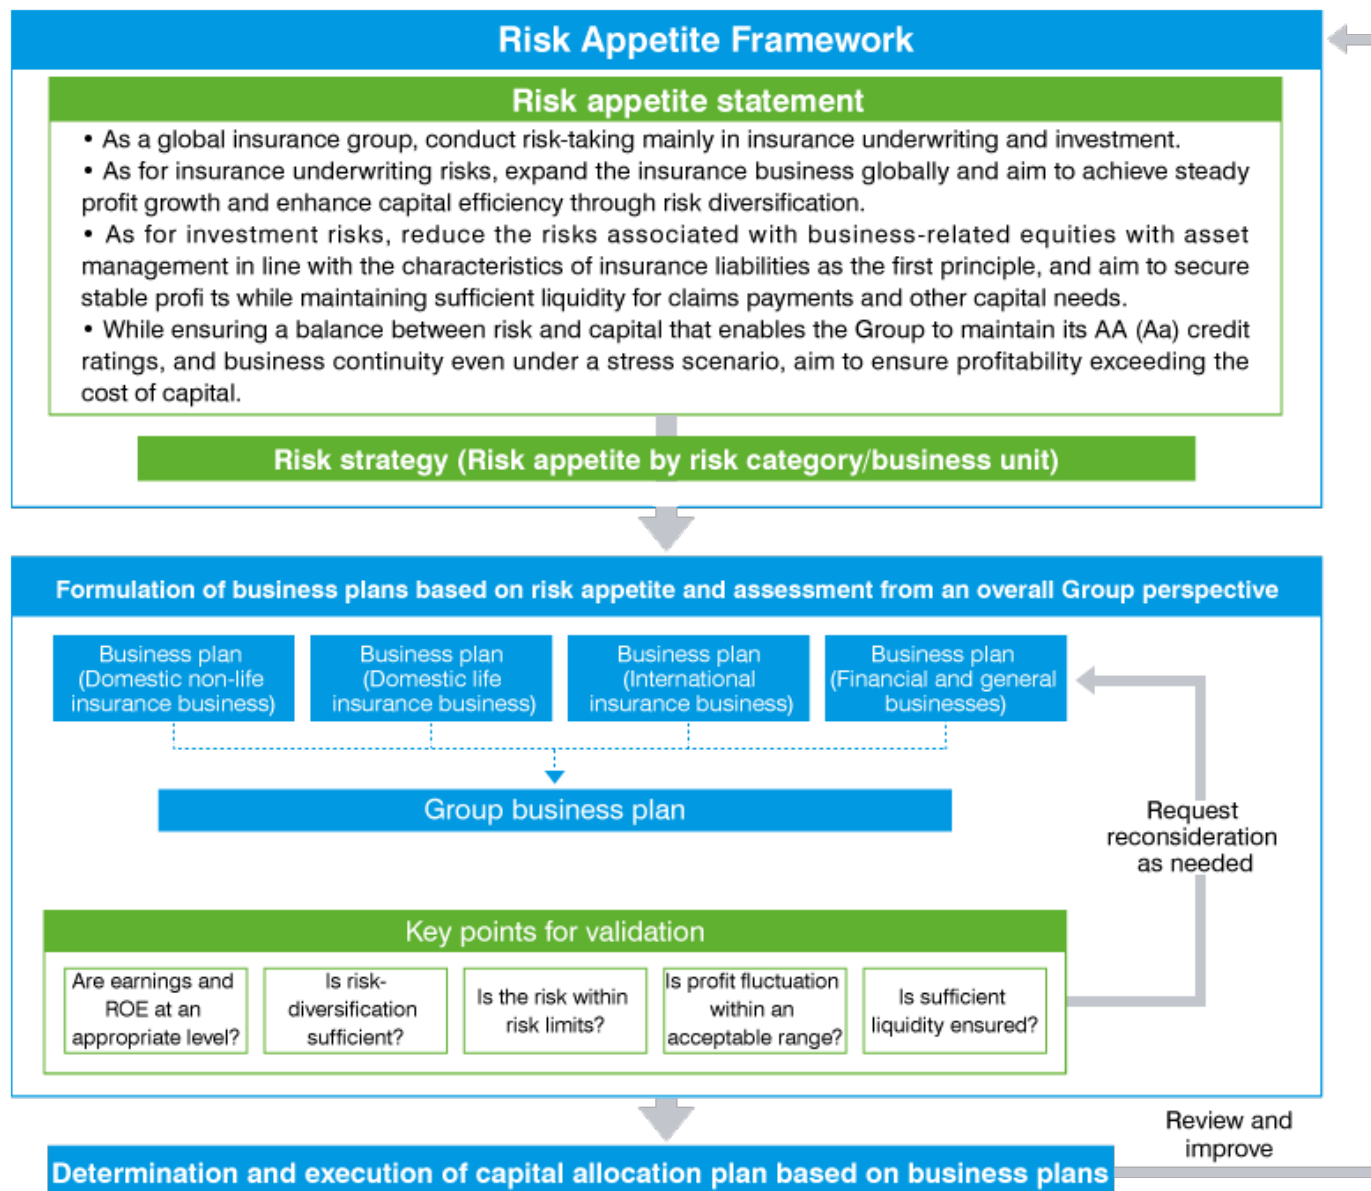 Risk Appetite Framework
Risk appetite statement
• As a global insurance group, conduct risk-taking mainly in insurance underwriting and investment.
• As for insurance underwriting risks, expand the insurance business globally and aim to achieve steady
profit growth and enhance capital efficiency through risk diversification.
• As for investment risks, reduce the risks associated with business-related equities with asset
management in line with the characteristics of insurance liabilities as the first principle, and aim to secure
stable profi ts while maintaining sufficient liquidity for claims payments and other capital needs.
• While ensuring a balance between risk and capital that enables the Group to maintain its AA (Aa) credit
ratings, and business continuity even under a stress scenario, aim to ensure profitability exceeding the
cost of capital.
Risk strategy (Risk appetite by risk category/business unit)
Formulation of business plans based on risk appetite and assessment from an overall Group perspective
Business plan
(Domestic non-life
insurance business)
Business plan
(Domestic life
insurance business)
Business plan
(International
insurance business)
Business plan
(Financial and general
businesses)
Group business plan
Request
reconsideration
as needed
Key points for validation
Are earnings and
ROE at an
appropriate level?
Is risk-
diversification
sufficient?
Is the risk within
risk limits?
Is profit fluctuation
within an
acceptable range?
Is sufficient
liquidity ensured?
Review and
improve
Determination and execution of capital allocation plan based on business plans